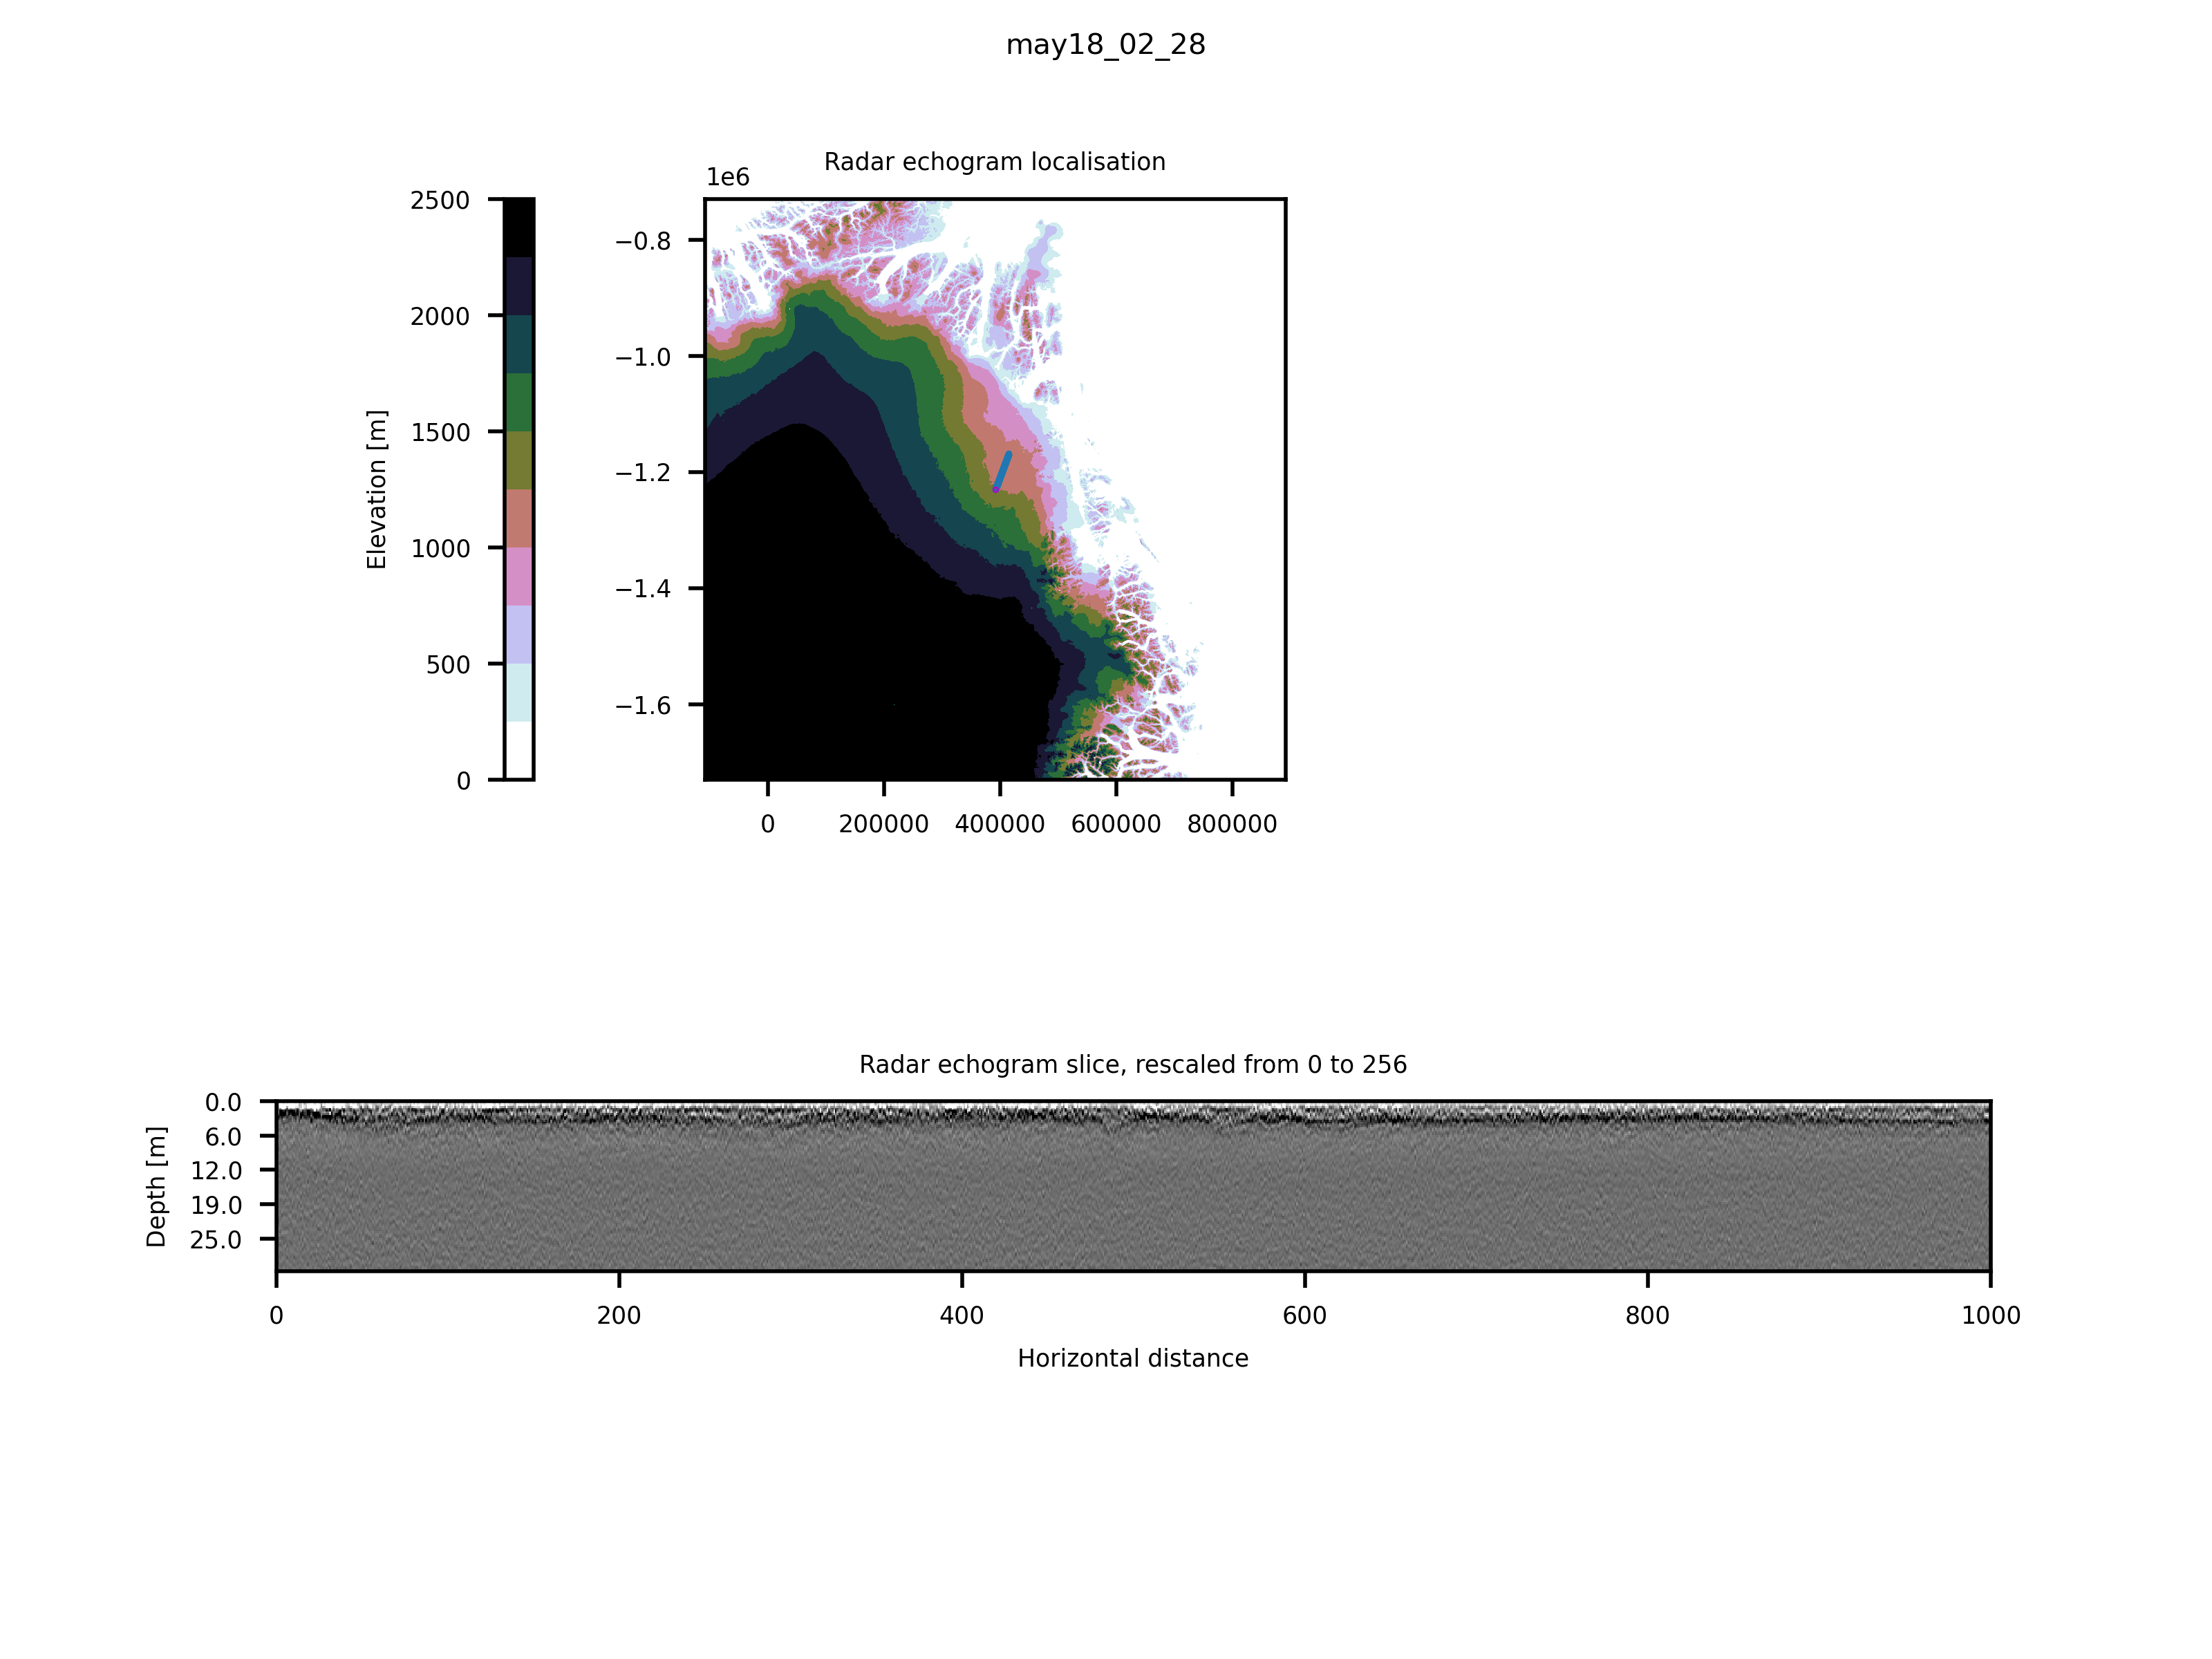 may18_02_28
Radar echogram localisation
1e6
Elevation [m]
2500
2000
1500
1000
500
0
−0.8
−1.0
−1.2
−1.4
−1.6
0 200000 400000 600000 800000
Radar echogram slice, rescaled from 0 to 256
Depth [m]
0.0
6.0
12.0
19.0
25.0
0 200 400 600 800 1000
Horizontal distance